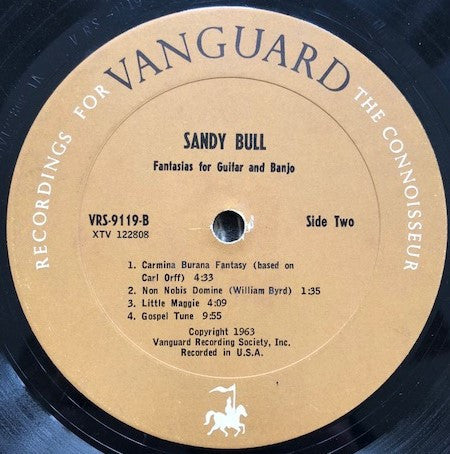 RECORDINGS FOR VANGUARD THE CONNOISSEUR
SANDY BULL
Fantasias for Guitar and Banjo
VRS-9119-B
XTV 122808
Side Two
1. Carmina Burana Fantasy (based on
Carl Orff) 4:33
2. Non Nobis Domine (William Byrd) 1:35
3. Little Maggie 4:09
4. Gospel Tune 9:55
Copyright 1963
Vanguard Recording Society, Inc.
Recorded in U.S.A.